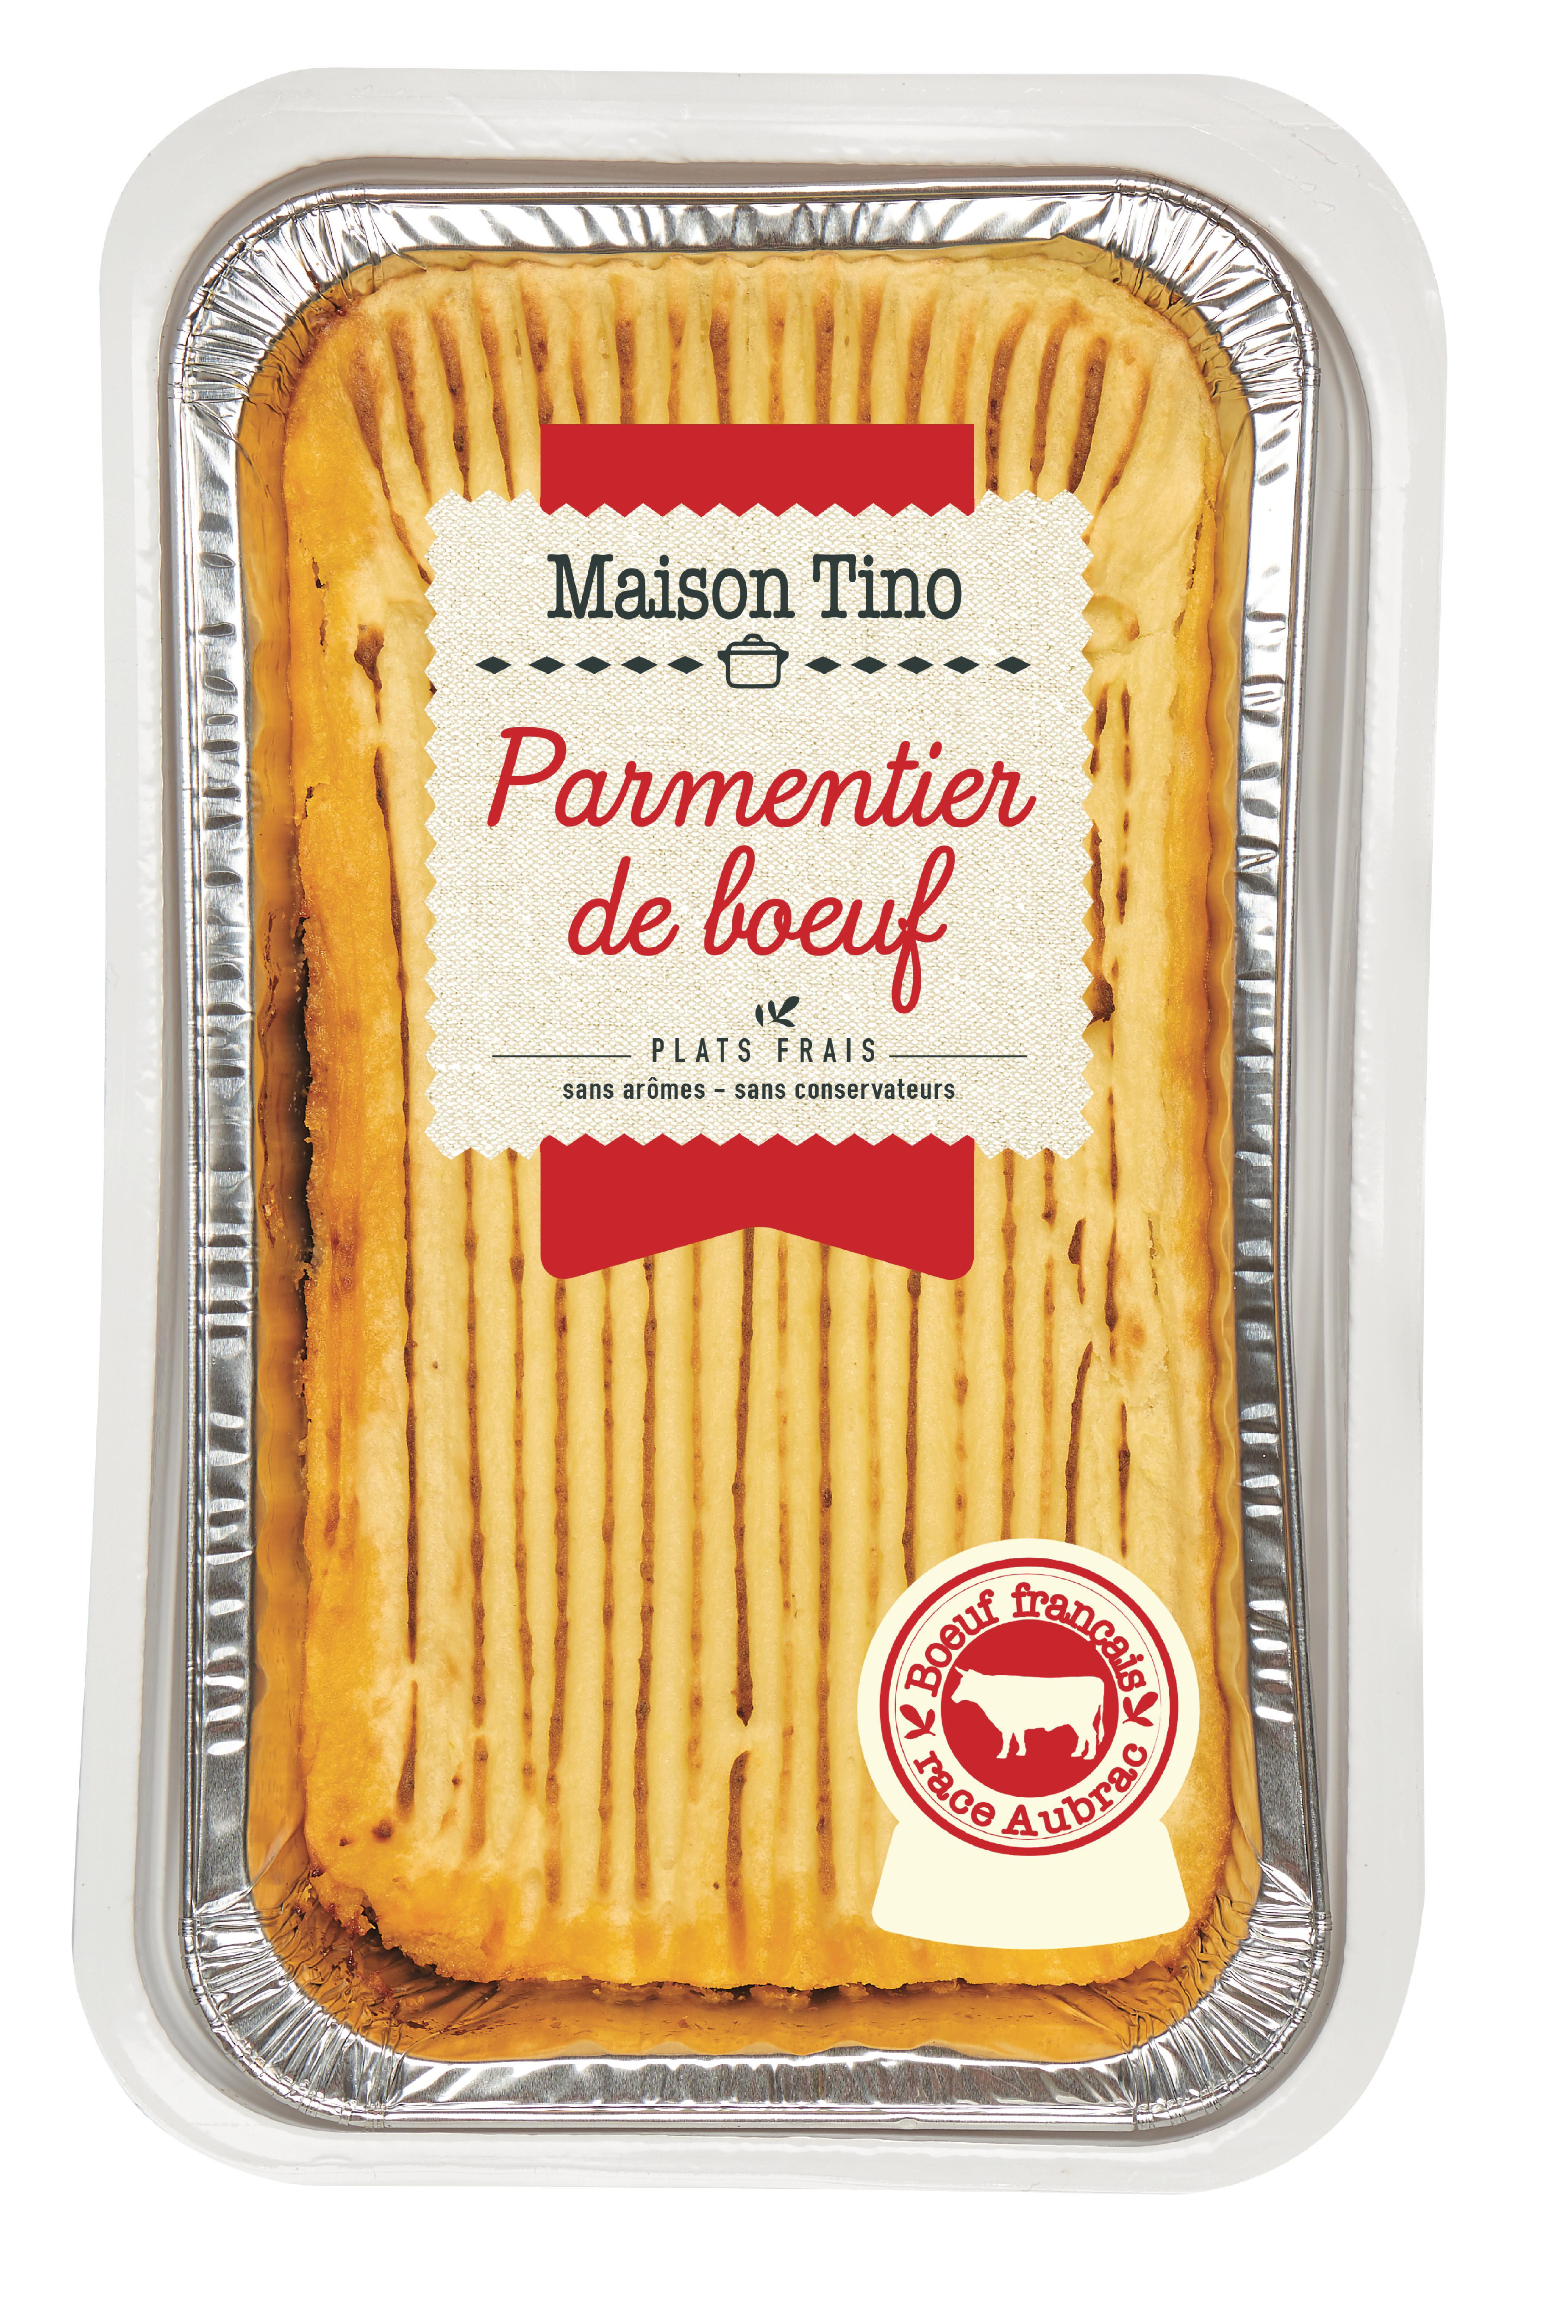 Maison Tino
Parmentier
de boeuf
PLATS FRAIS
sans arômes - sans conservateurs
Boeuf français
race Aubrac